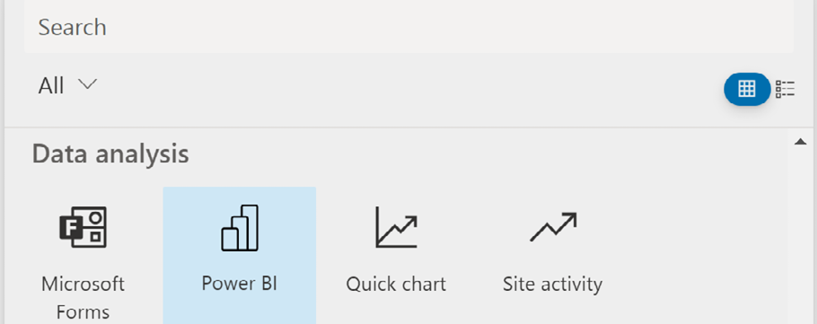 Search
All
Data analysis
Microsoft
Forms
Power BI
Quick chart
Site activity